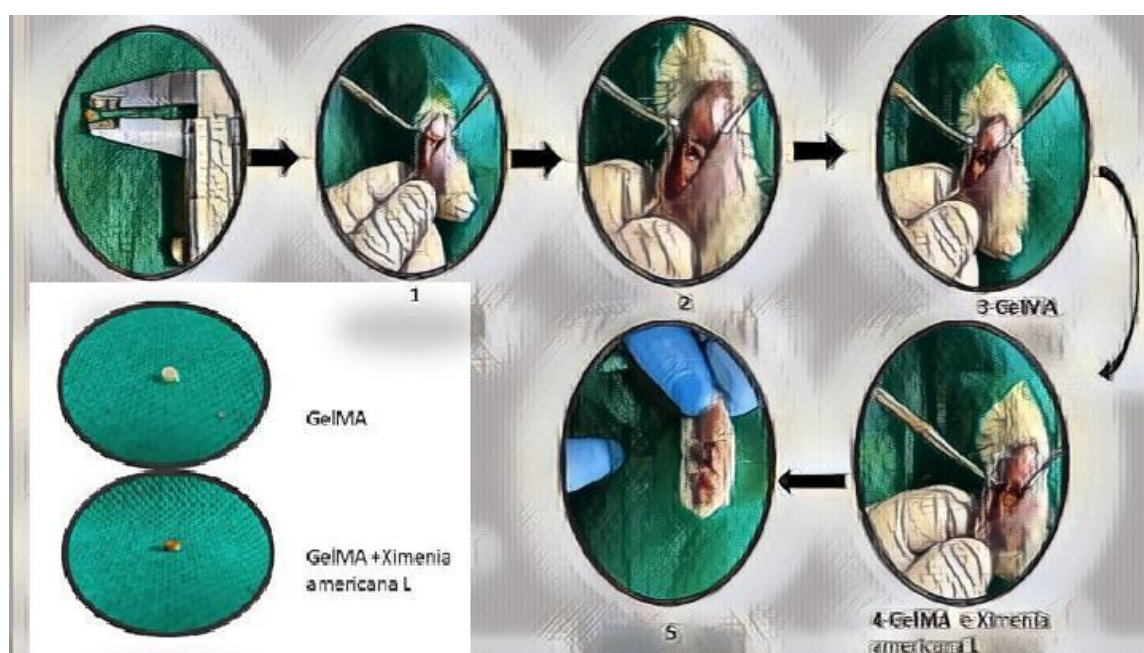 1
2
3-GelMA
GelMA
GelMA +Ximenia
americana L
5
4-GelMA e Ximenia
americana L